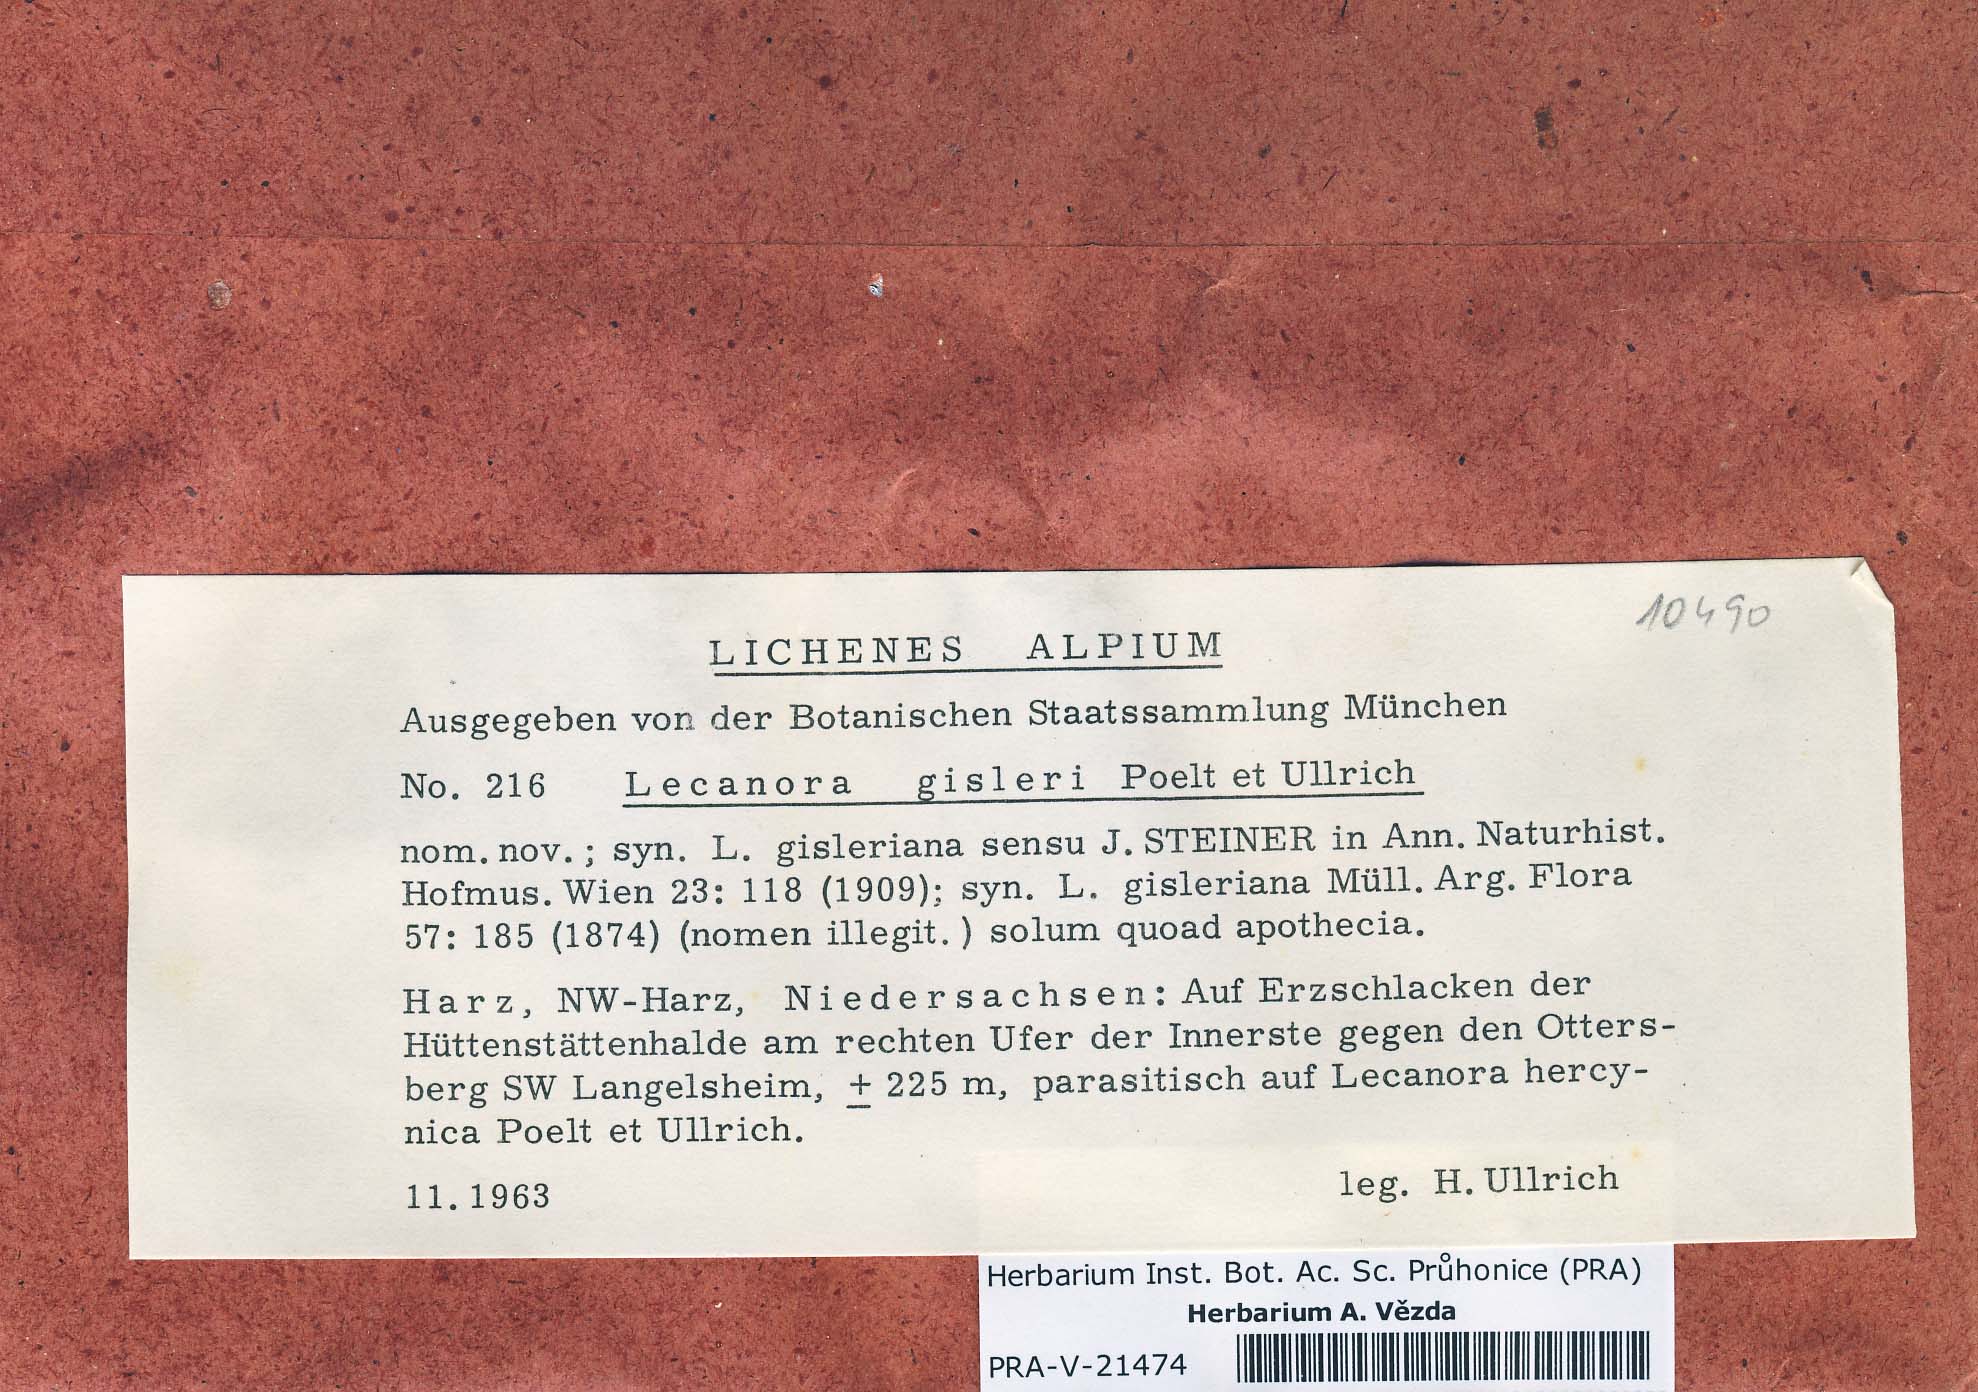 10490
LICHENES ALPIUM
Ausgegeben von der Botanischen Staatssammlung München
No. 216 Lecanora gisleri Poelt et Ullrich
nom. nov. ; syn. L. gisleriana sensu J. STEINER in Ann. Naturhist.
Hofmus. Wien 23: 118 (1909); syn. L. gisleriana Müll. Arg. Flora
57: 185 (1874) (nomen illegit. ) solum quoad apothecia.
Harz, NW-Harz, Niedersachsen: Auf Erzschlacken der
Hüttenstättenhalde am rechten Ufer der Innerste gegen den Otters-
berg SW Langelsheim, ± 225 m, parasitisch auf Lecanora hercy-
nica Poelt et Ullrich.
11. 1963
leg. H. Ullrich
Herbarium Inst. Bot. Ac. Sc. Průhonice (PRA)
Herbarium A. Vězda
PRA-V-21474